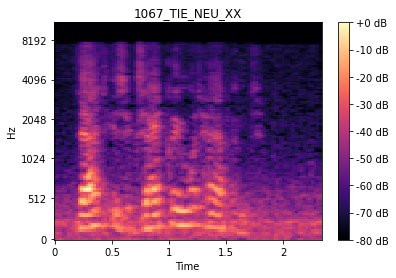 1067_TIE_NEU_XX
+0 dB
8192
-10 dB
4096
-20 dB
-30 dB
2048
Hz
-40 dB
1024
-50 dB
512
-60 dB
-70 dB
0
-80 dB
0 0.5 1 1.5 2
Time